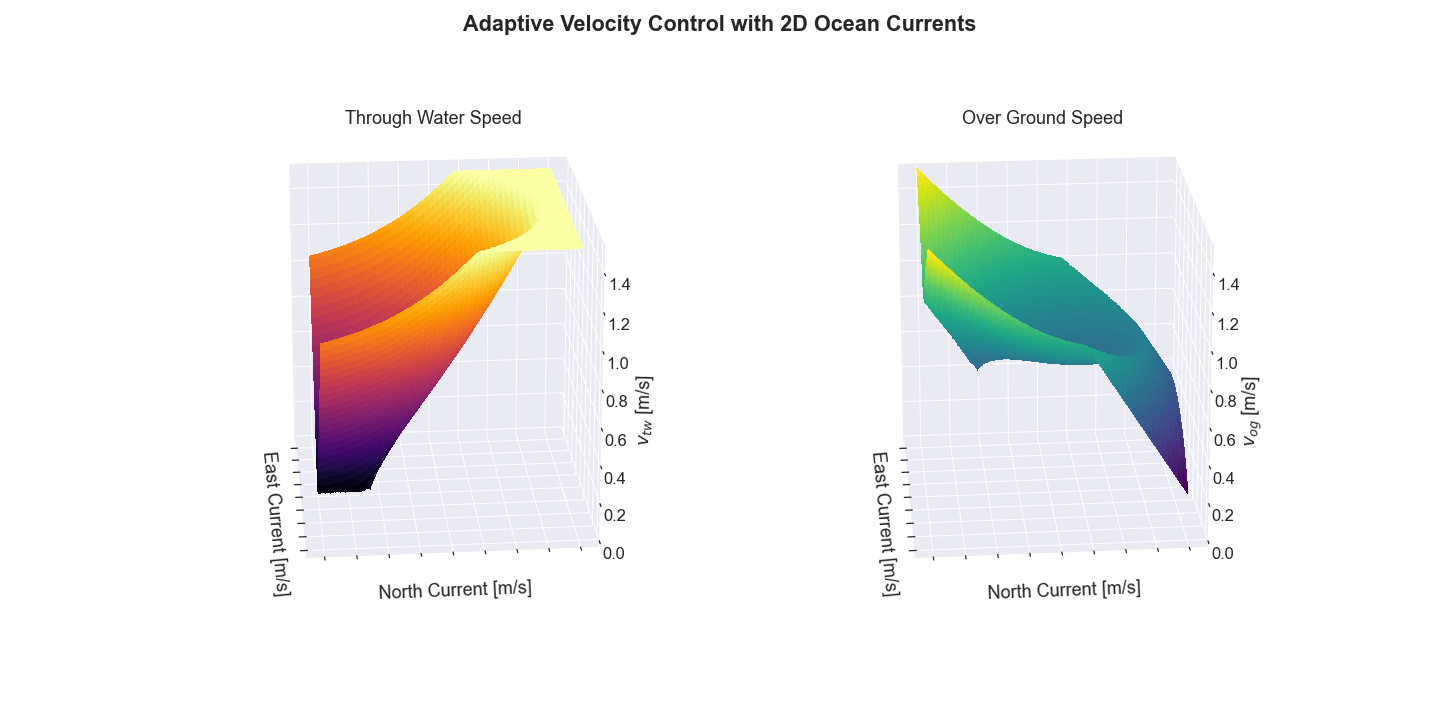 Adaptive Velocity Control with 2D Ocean Currents
Through Water Speed
1.4
1.2
1.0
0.8
0.6
0.4
0.2
0.0
v_tw [m/s]
East Current [m/s]
North Current [m/s]
Over Ground Speed
1.4
1.2
1.0
0.8
0.6
0.4
0.2
0.0
v_og [m/s]
East Current [m/s]
North Current [m/s]